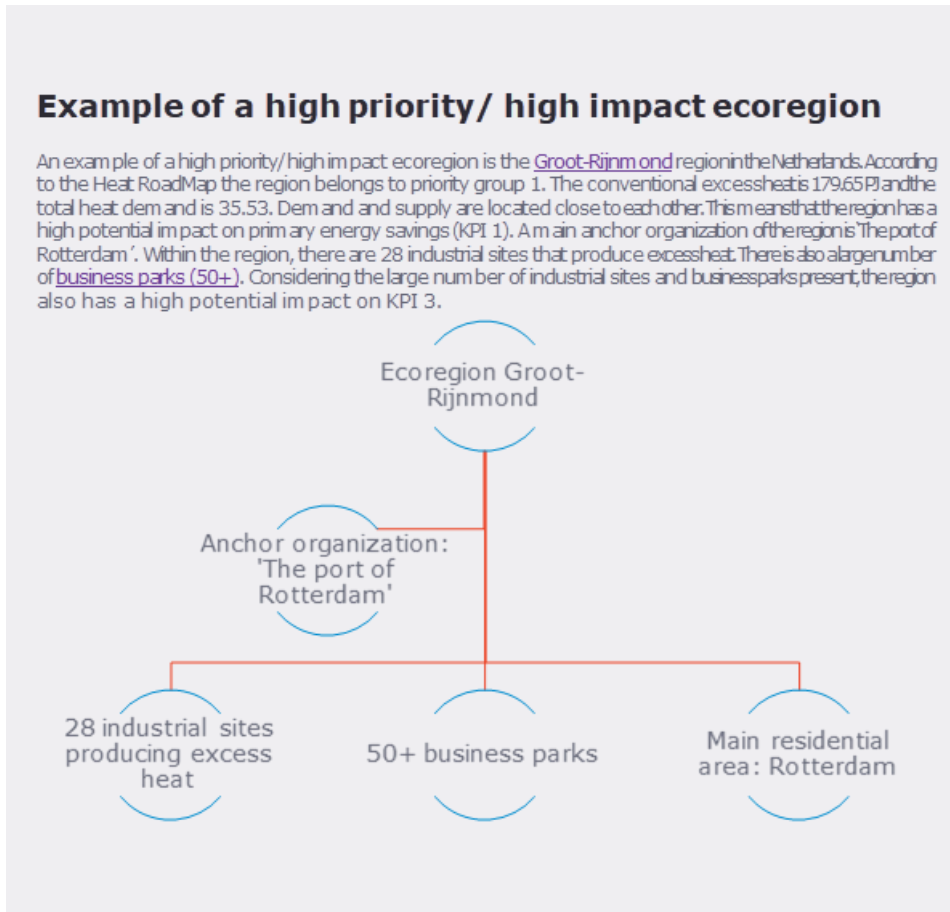 Example of a high priority/ high impact ecoregion
An example of a high priority/high impact ecoregion is the Groot-Rijnmond region in the Netherlands. According
to the Heat RoadMap the region belongs to priority group 1. The conventional excess heat is 179.65 PJ and the
total heat demand is 35.53. Demand and supply are located close to each other. This means that the region has a
high potential impact on primary energy savings (KPI 1). A main anchor organization of the region is 'The port of
Rotterdam'. Within the region, there are 28 industrial sites that produce excess heat. There is also a large number
of business parks (50+). Considering the large number of industrial sites and business parks present, the region
also has a high potential impact on KPI 3.
Ecoregion Groot-
Rijnmond
Anchor organization:
'The port of
Rotterdam'
28 industrial sites
producing excess
heat
50+ business parks
Main residential
area: Rotterdam